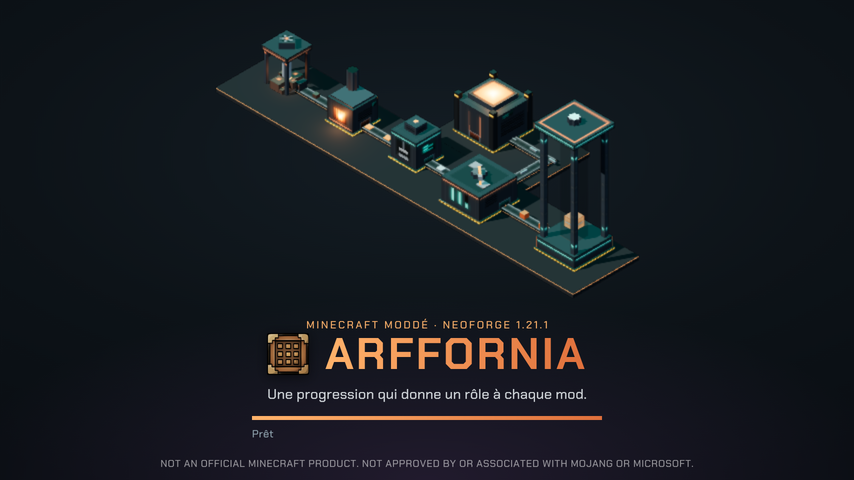 MINECRAFT MODDÉ · NEOFORGE 1.21.1
ARFFORNIA
Une progression qui donne un rôle à chaque mod.
Prêt
NOT AN OFFICIAL MINECRAFT PRODUCT. NOT APPROVED BY OR ASSOCIATED WITH MOJANG OR MICROSOFT.